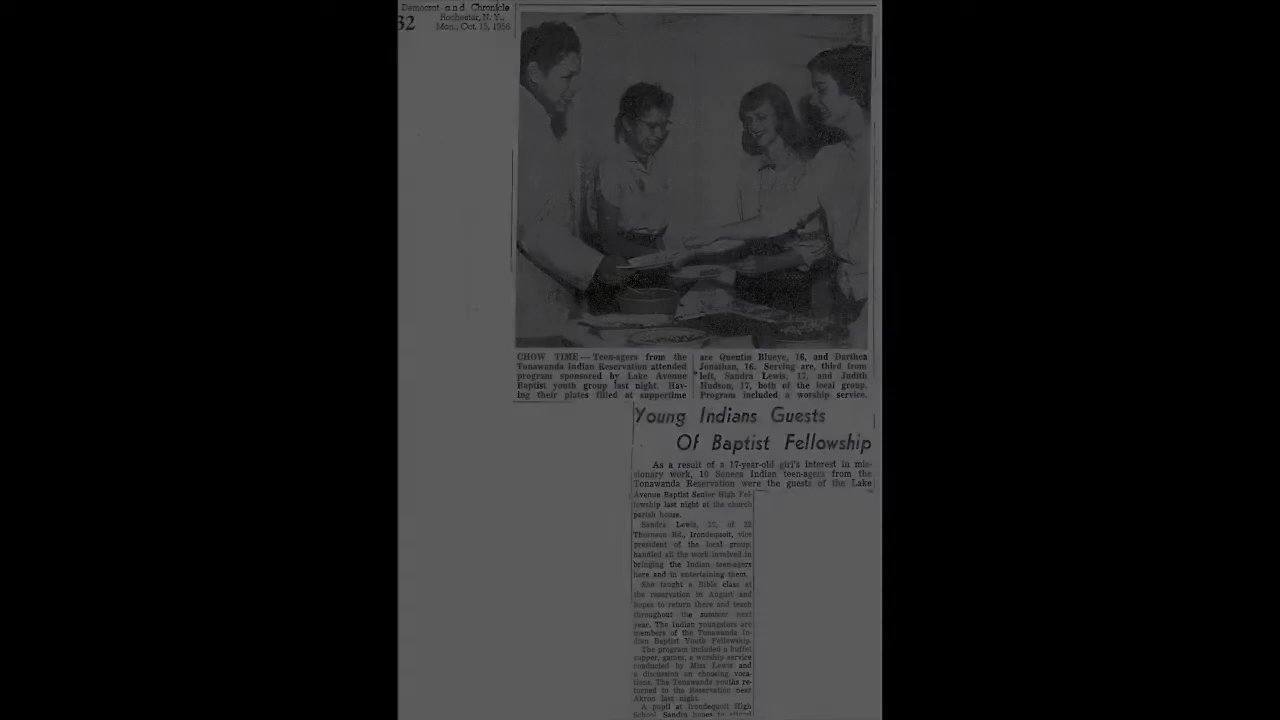 Democrat and Chronicle
Rochester, N. Y.,
Mon., Oct. 15, 1956
32
CHOW TIME — Teen-agers from the
Tonawanda Indian Reservation attended
program sponsored by Lake Avenue
Baptist youth group last night. Hav-
ing their plates filled at suppertime
are Quentin Blueye, 16, and Darthea
Jonathan, 16. Serving are, third from
left, Sandra Lewis, 17, and Judith
Hudson, 17, both of the local group.
Program included a worship service.
Young Indians Guests
Of Baptist Fellowship
As a result of a 17-year-old girl's interest in mis-
sionary work, 10 Seneca Indian teen-agers from the
Tonawanda Reservation were the guests of the Lake
Avenue Baptist Senior High Fel-
lowship last night at the church
parish house.
Sandra Lewis, 17, of 22
Thornson Rd., Irondequoit, vice
president of the local group,
handled all the work involved in
bringing the Indian teen-agers
here and in entertaining them.
She taught a Bible class at
the reservation in August and
hopes to return there and teach
throughout the summer next
year. The Indian youngsters are
members of the Tonawanda In-
dian Baptist Youth Fellowship.
The program included a buffet
supper, games, a worship service
conducted by Miss Lewis and
a discussion on choosing voca-
tions. The Tonawanda youths re-
turned to the Reservation near
Akron last night.
A pupil at Irondequoit High
School Sandra hopes to attend